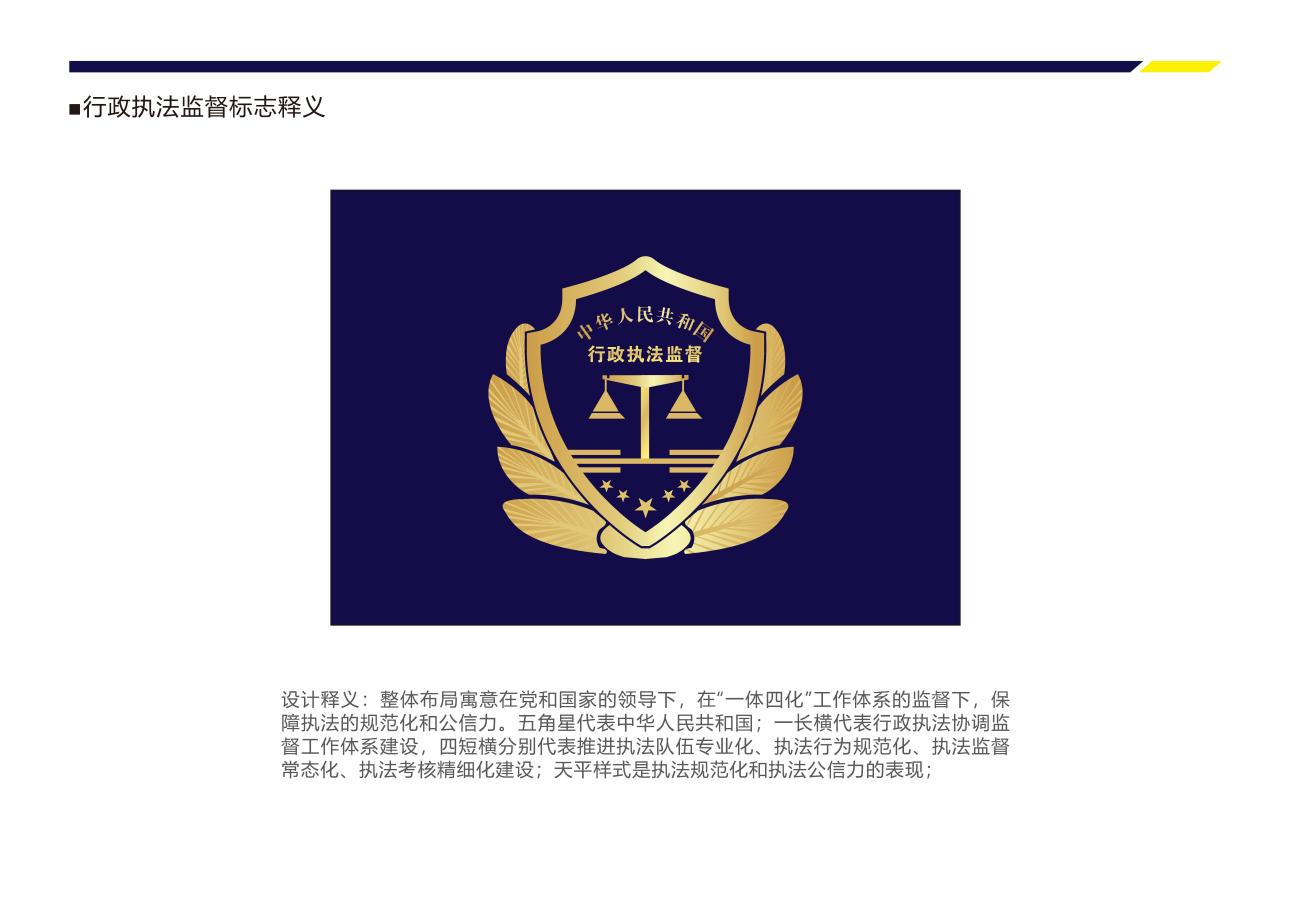 ■行政执法监督标志释义
中华人民共和国
行政执法监督
设计释义：整体布局寓意在党和国家的领导下，在“一体四化”工作体系的监督下，保
障执法的规范化和公信力。五角星代表中华人民共和国；一长横代表行政执法协调监
督工作体系建设，四短横分别代表推进执法队伍专业化、执法行为规范化、执法监督
常态化、执法考核精细化建设；天平样式是执法规范化和执法公信力的表现；